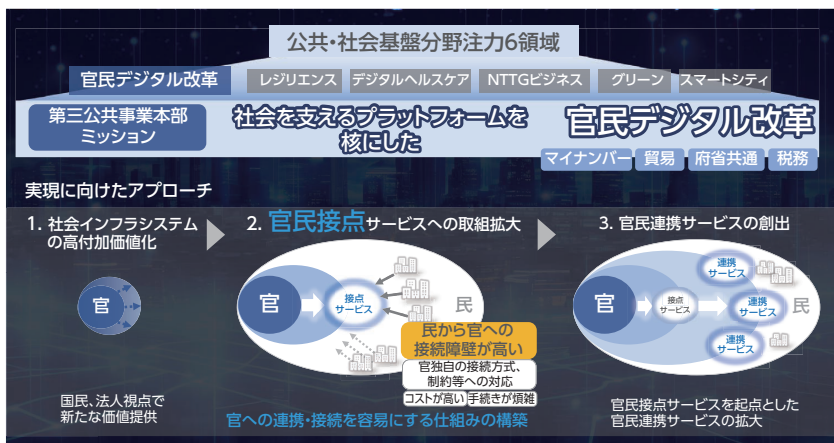 公共・社会基盤分野注力6領域
官民デジタル改革
レジリエンス
デジタルヘルスケア
NTTGビジネス
グリーン
スマートシティ
第三公共事業本部
ミッション
社会を支えるプラットフォームを
核にした
官民デジタル改革
マイナンバー
貿易
府省共通
税務
実現に向けたアプローチ
1. 社会インフラシステム
の高付加価値化
官
国民、法人視点で
新たな価値提供
2. 官民接点サービスへの取組拡大
官
接点
サービス
民
民から官への
接続障壁が高い
官独自の接続方式、
制約等への対応
コストが高い
手続きが煩雑
官への連携・接続を容易にする仕組みの構築
3. 官民連携サービスの創出
官
接点
サービス
連携
サービス
連携
サービス
連携
サービス
民
官民接点サービスを起点とした
官民連携サービスの拡大